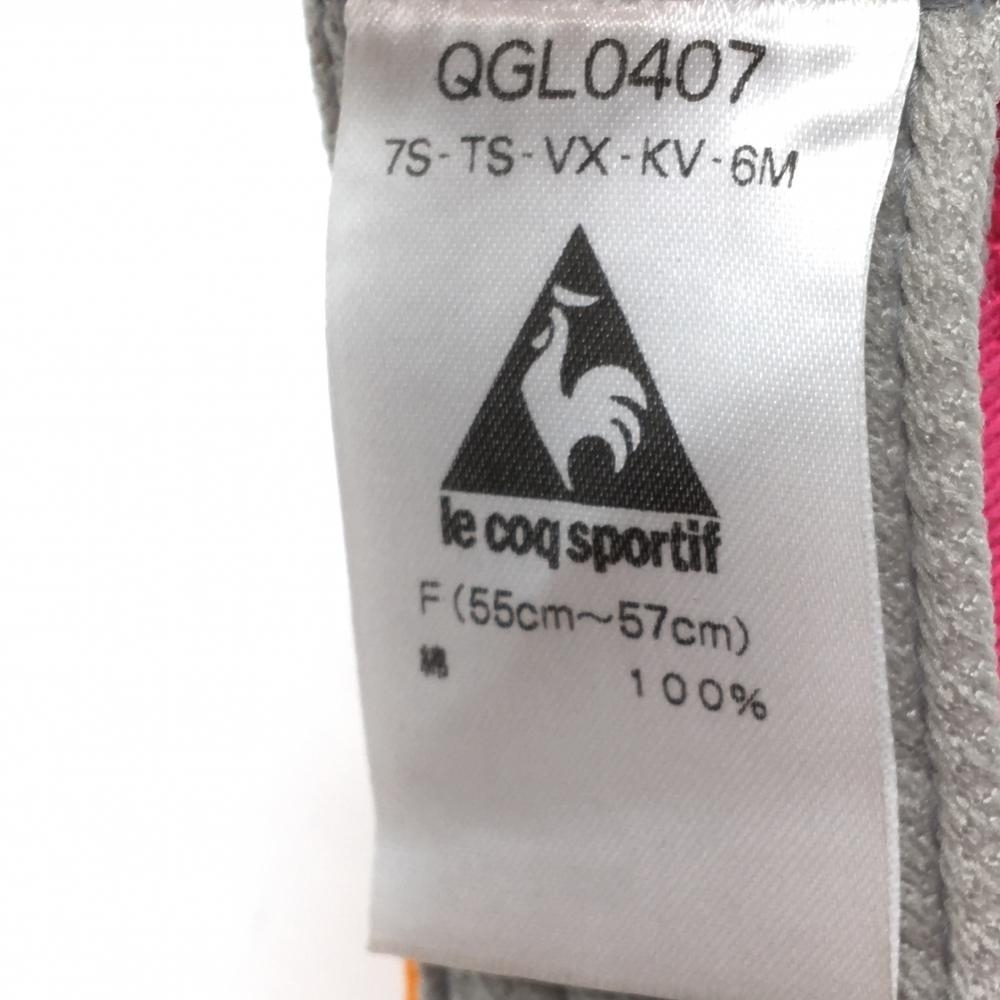 QGL0407
7S-TS-VX-KV-6M
le coq sportif
F(55cm〜57cm)
綿 100%